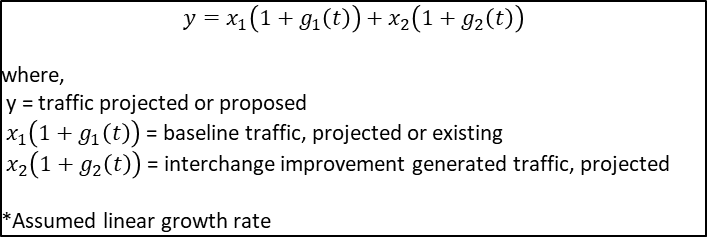 y = x₁(1 + g₁(t)) + x₂(1 + g₂(t))
where,
y = traffic projected or proposed
x₁(1 + g₁(t)) = baseline traffic, projected or existing
x₂(1 + g₂(t)) = interchange improvement generated traffic, projected
*Assumed linear growth rate